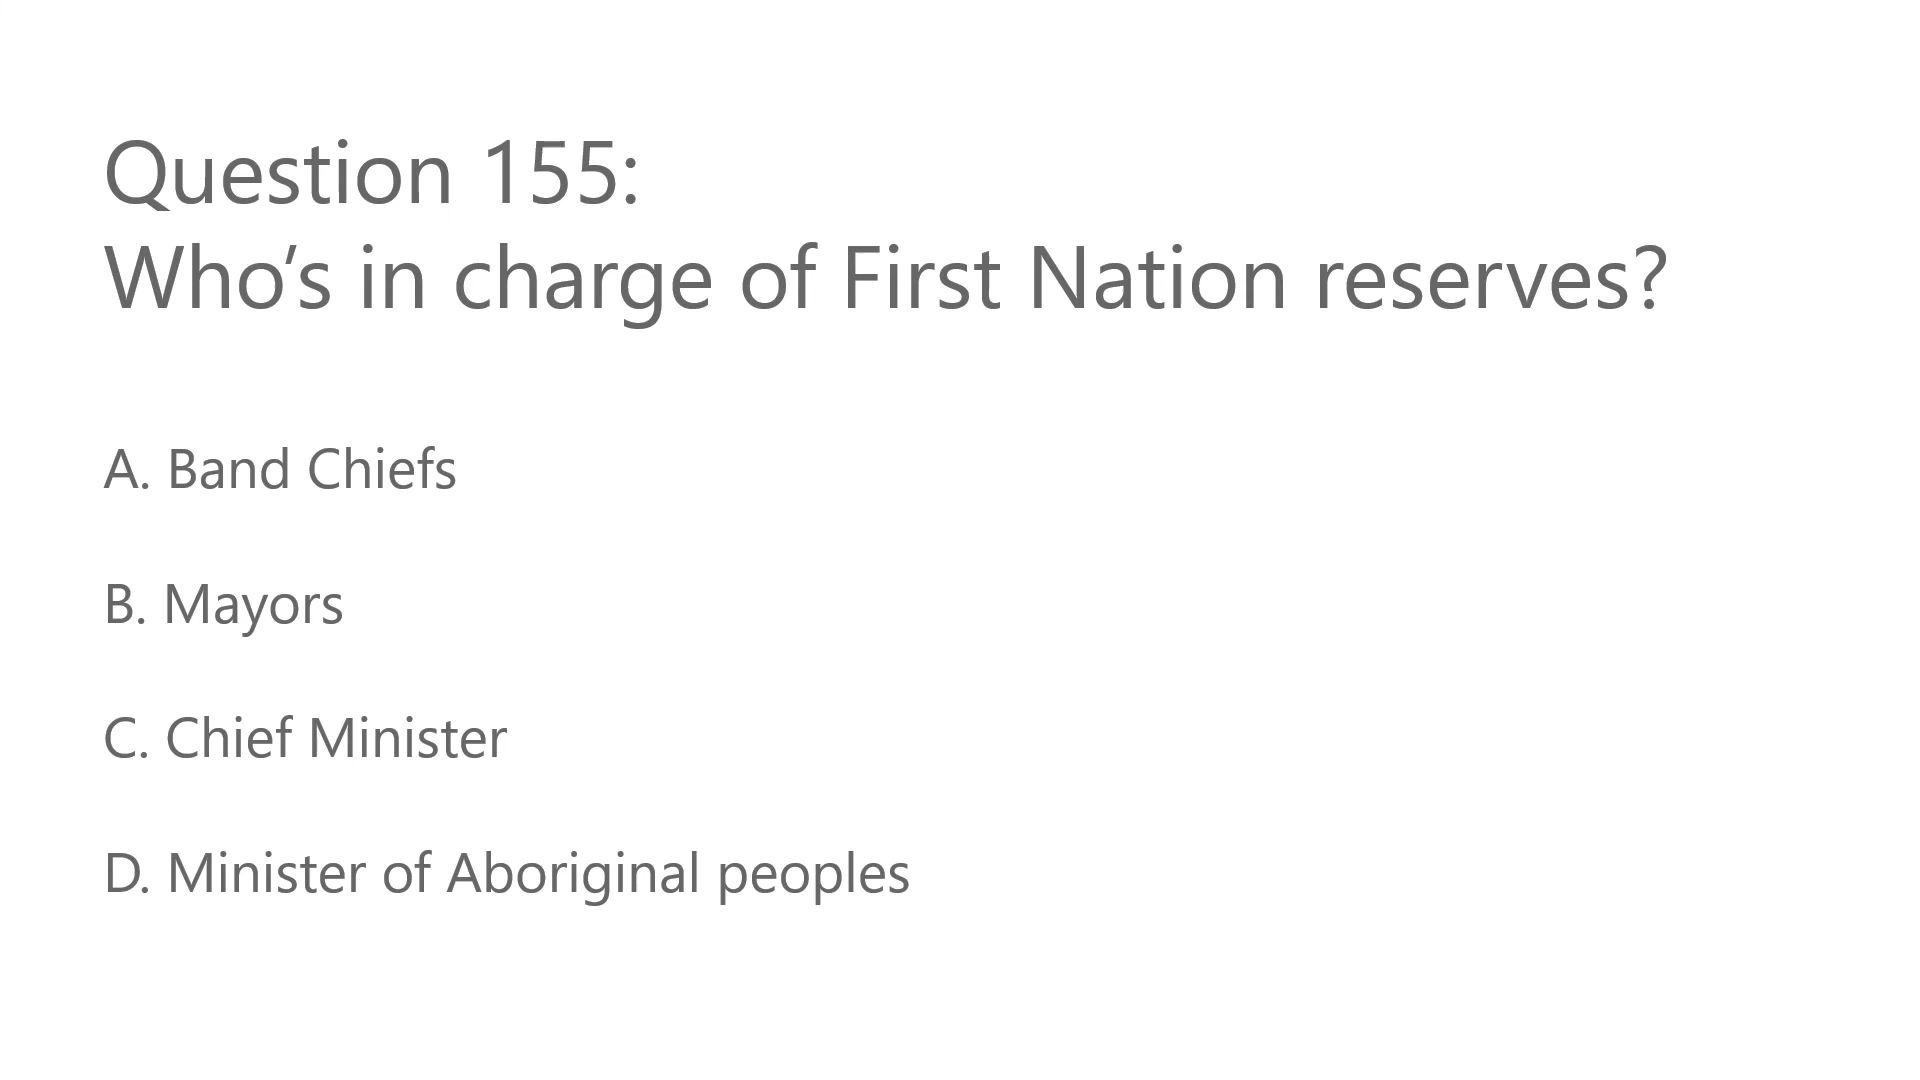 Question 155:
Who’s in charge of First Nation reserves?
A. Band Chiefs
B. Mayors
C. Chief Minister
D. Minister of Aboriginal peoples